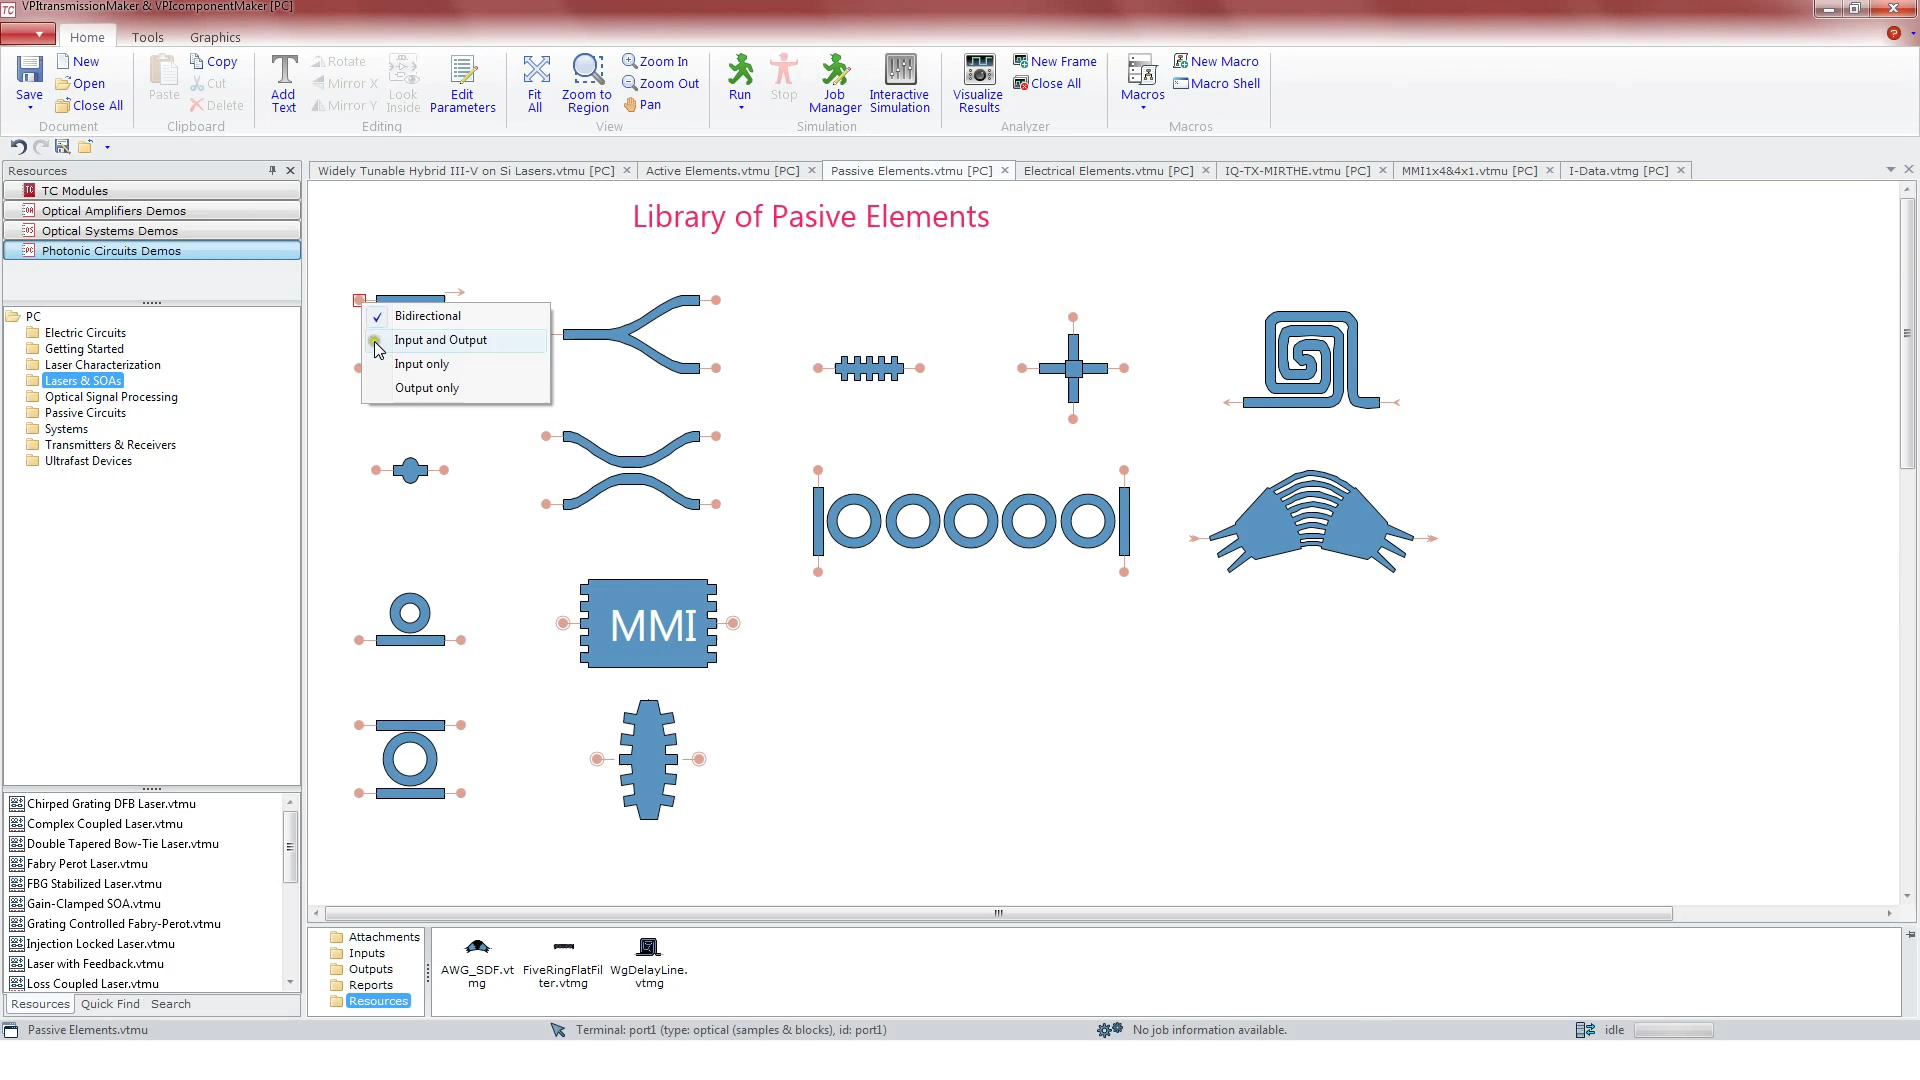 VPItransmissionMaker & VPIcomponentMaker [PC]
Home Tools Graphics
Save New Open Close All
Document
Paste Copy Cut Delete
Clipboard
Add Text Rotate Mirror X Mirror Y Look Inside Edit Parameters
Editing
Fit All Zoom to Region Zoom In Zoom Out Pan
View
Run Stop Job Manager Interactive Simulation
Simulation
Visualize Results New Frame Close All
Analyzer
Macros New Macro Macro Shell
Macros
Resources
TC Modules
Optical Amplifiers Demos
Optical Systems Demos
Photonic Circuits Demos
PC
Electric Circuits
Getting Started
Laser Characterization
Lasers & SOAs
Optical Signal Processing
Passive Circuits
Systems
Transmitters & Receivers
Ultrafast Devices
Chirped Grating DFB Laser.vtmu
Complex Coupled Laser.vtmu
Double Tapered Bow-Tie Laser.vtmu
Fabry Perot Laser.vtmu
FBG Stabilized Laser.vtmu
Gain-Clamped SOA.vtmu
Grating Controlled Fabry-Perot.vtmu
Injection Locked Laser.vtmu
Laser with Feedback.vtmu
Loss Coupled Laser.vtmu
Resources Quick Find Search
Widely Tunable Hybrid III-V on Si Lasers.vtmu [PC] Active Elements.vtmu [PC] Passive Elements.vtmu [PC] Electrical Elements.vtmu [PC] IQ-TX-MIRTHE.vtmu [PC] MMI1x4&4x1.vtmu [PC] I-Data.vtmg [PC]
Library of Pasive Elements
Bidirectional
Input and Output
Input only
Output only
MMI
Attachments
Inputs
Outputs
Reports
Resources
AWG_SDF.vt
mg
FiveRingFlatFil
ter.vtmg
WgDelayLine.
vtmg
Passive Elements.vtmu Terminal: port1 (type: optical (samples & blocks), id: port1) No job information available. idle